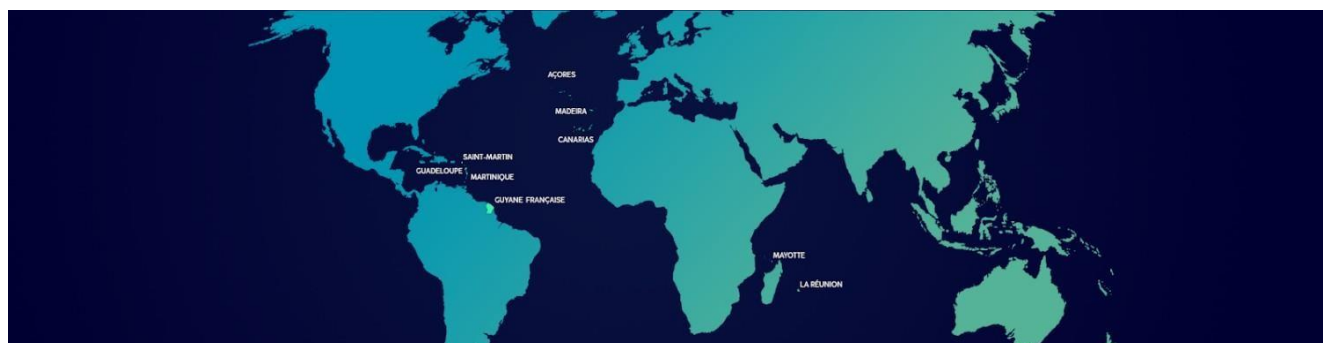 AÇORES
MADEIRA
CANARIAS
SAINT-MARTIN
GUADELOUPE
MARTINIQUE
GUYANE FRANÇAISE
MAYOTTE
LA RÉUNION